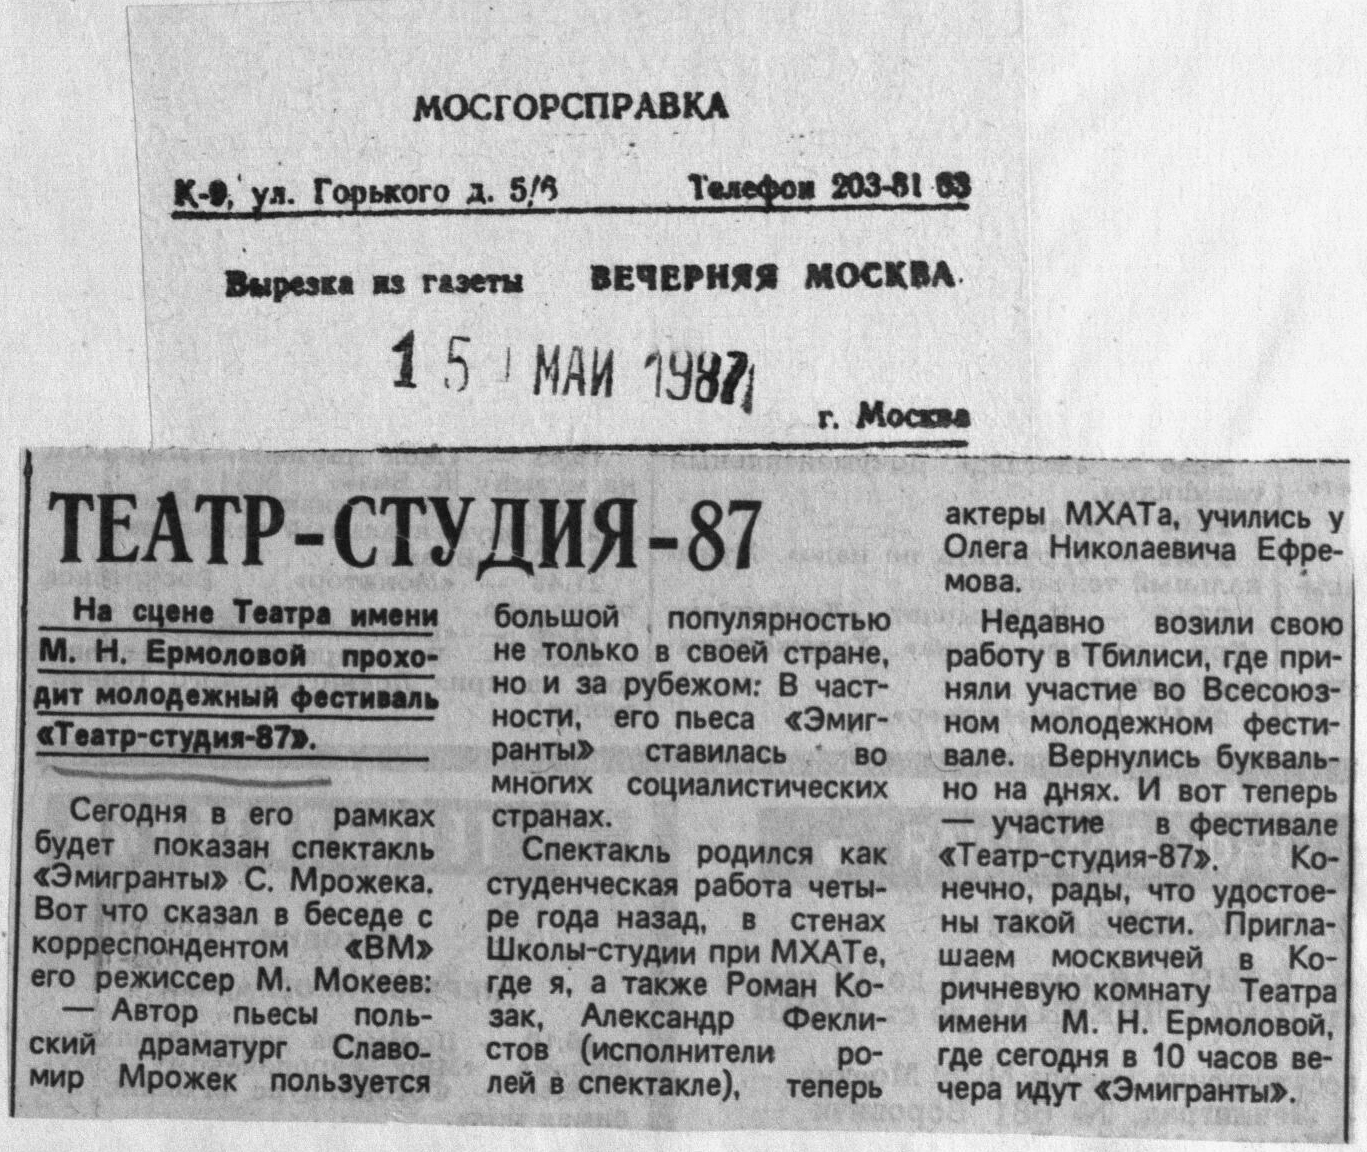 МОСГОРСПРАВКА
К-9, ул. Горького д. 5/6 Телефон 203-81 63
Вырезка из газеты ВЕЧЕРНЯЯ МОСКВА
15 МАИ 1987
г. Москва
ТЕАТР-СТУДИЯ-87
На сцене Театра имени
М. Н. Ермоловой прохо-
дит молодежный фестиваль
«Театр-студия-87».
Сегодня в его рамках
будет показан спектакль
«Эмигранты» С. Мрожека.
Вот что сказал в беседе с
корреспондентом «ВМ»
его режиссер М. Мокеев:
— Автор пьесы поль-
ский драматург Славо-
мир Мрожек пользуется
большой популярностью
не только в своей стране,
но и за рубежом: В част-
ности, его пьеса «Эмиг-
ранты» ставилась во
многих социалистических
странах.
Спектакль родился как
студенческая работа четы-
ре года назад, в стенах
Школы-студии при МХАТе,
где я, а также Роман Ко-
зак, Александр Фекли-
стов (исполнители ро-
лей в спектакле), теперь
актеры МХАТа, учились у
Олега Николаевича Ефре-
мова.
Недавно возили свою
работу в Тбилиси, где при-
няли участие во Всесоюз-
ном молодежном фести-
вале. Вернулись букваль-
но на днях. И вот теперь
— участие в фестивале
«Театр-студия-87». Ко-
нечно, рады, что удостое-
ны такой чести. Пригла-
шаем москвичей в Ко-
ричневую комнату Театра
имени М. Н. Ермоловой,
где сегодня в 10 часов ве-
чера идут «Эмигранты».